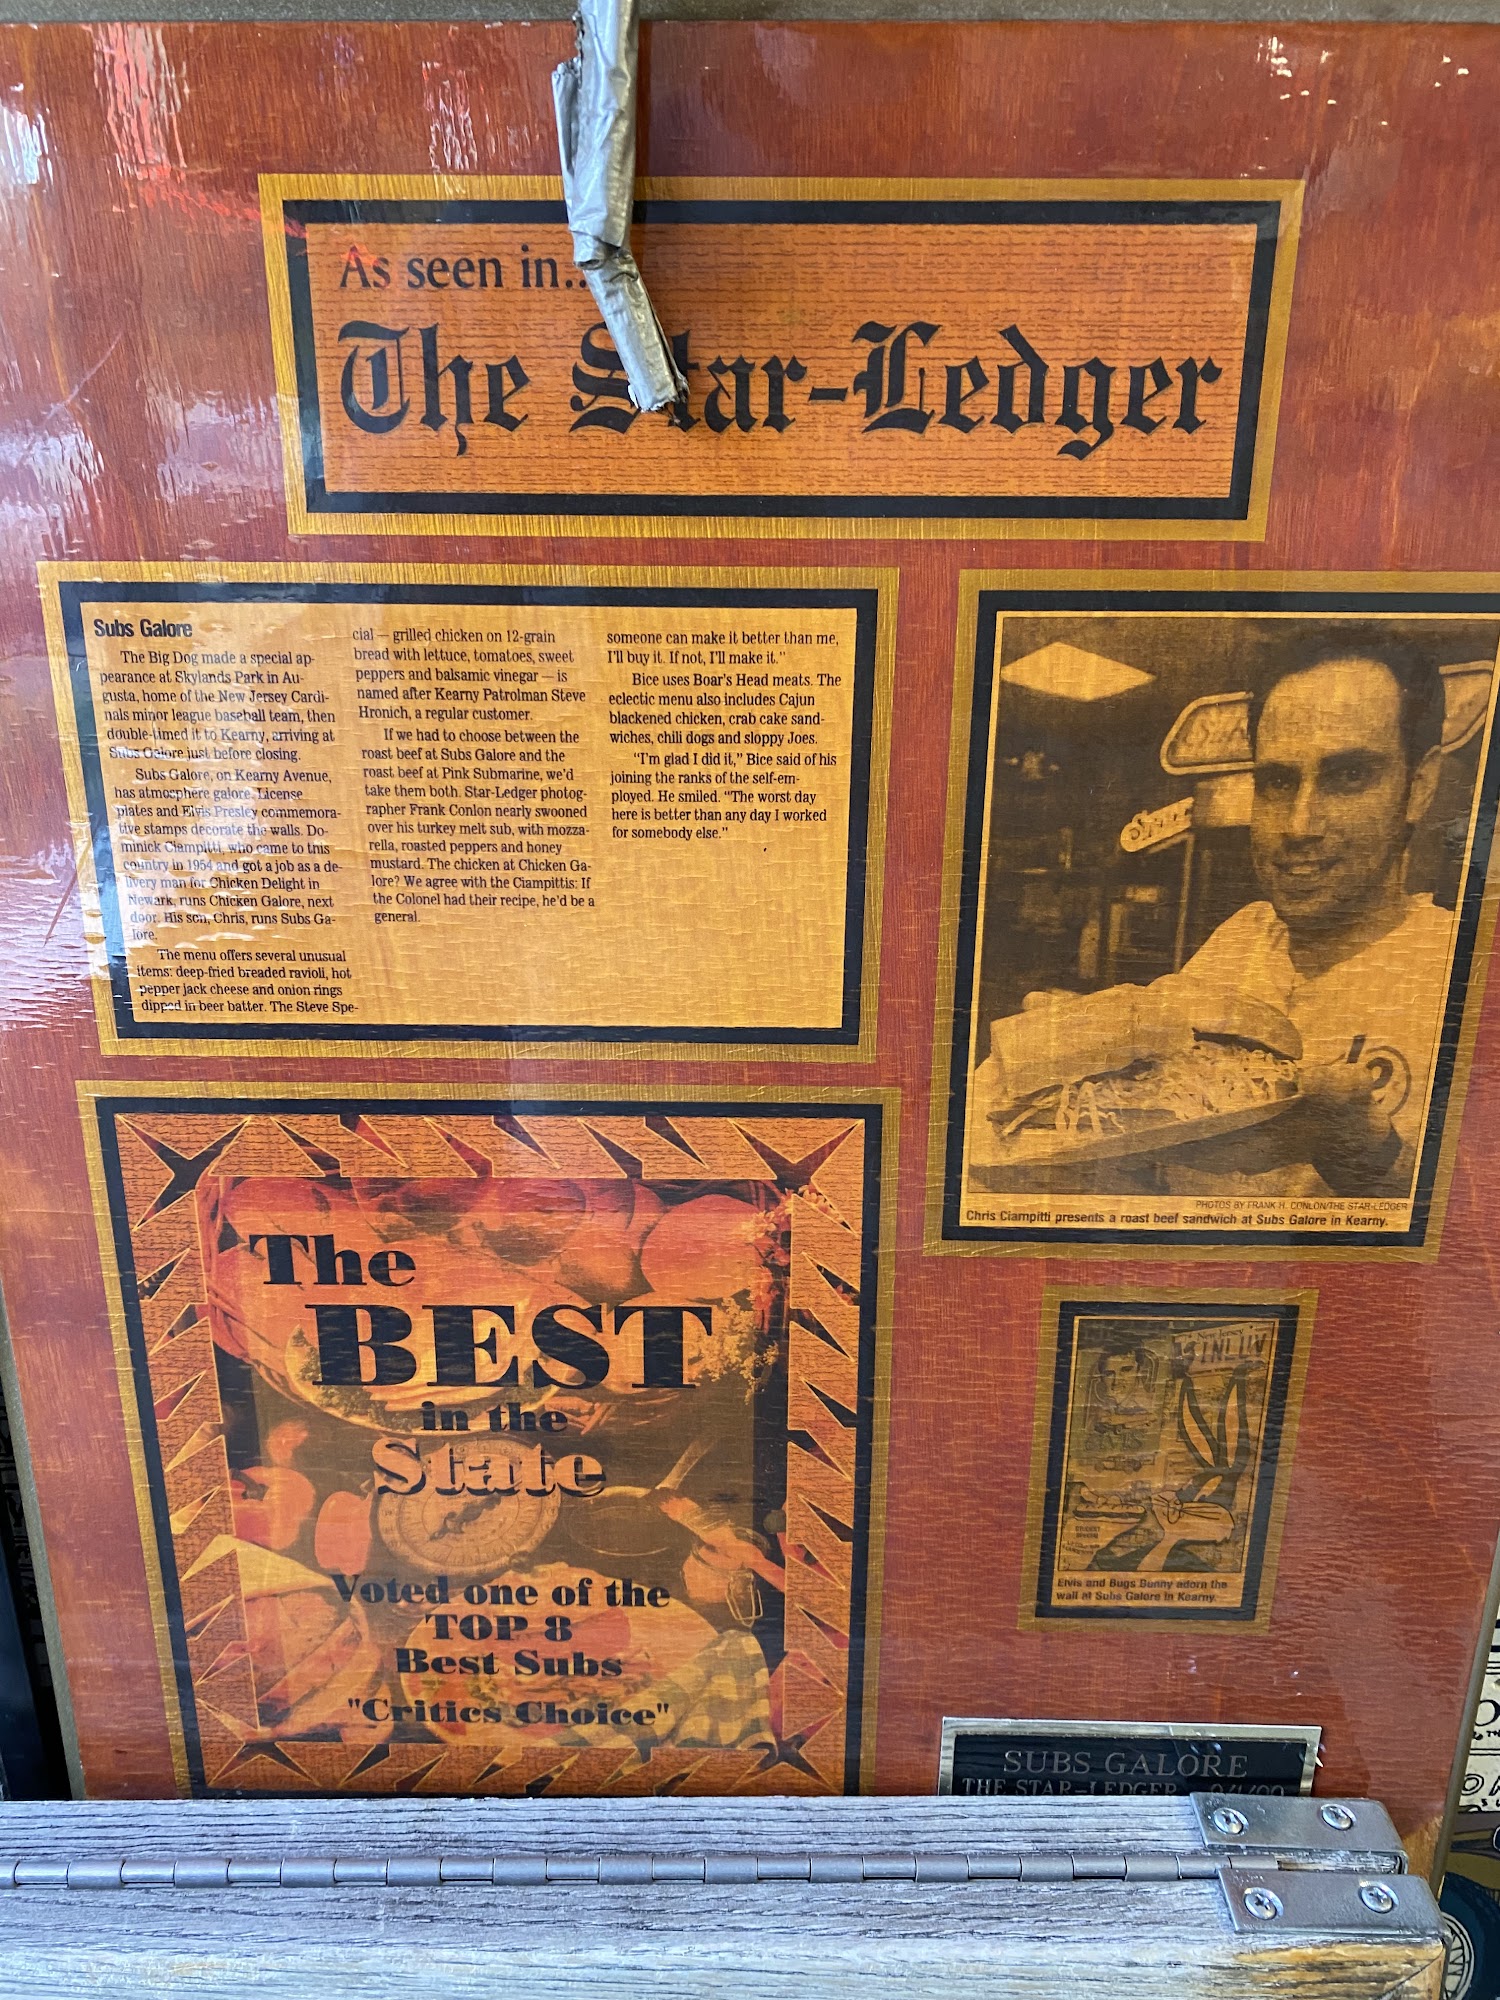 As seen in..
The Star-Ledger
Subs Galore
The Big Dog made a special ap-
pearance at Skylands Park in Au-
gusta, home of the New Jersey Cardi-
nals minor league baseball team, then
double-timed it to Kearny, arriving at
Subs Galore just before closing.
Subs Galore, on Kearny Avenue,
has atmosphere galore. License
plates and Elvis Presley commemora-
tive stamps decorate the walls. Do-
minick Ciampitti, who came to this
country in 1954 and got a job as a de-
livery man for Chicken Delight in
Newark, runs Chicken Galore, next
door. His son, Chris, runs Subs Ga-
lore.
The menu offers several unusual
items: deep-fried breaded ravioli, hot
pepper jack cheese and onion rings
dipped in beer batter. The Steve Spe-
cial — grilled chicken on 12-grain
bread with lettuce, tomatoes, sweet
peppers and balsamic vinegar — is
named after Kearny Patrolman Steve
Hronich, a regular customer.
If we had to choose between the
roast beef at Subs Galore and the
roast beef at Pink Submarine, we'd
take them both. Star-Ledger photog-
rapher Frank Conlon nearly swooned
over his turkey melt sub, with mozza-
rella, roasted peppers and honey
mustard. The chicken at Chicken Ga-
lore? We agree with the Ciampittis: If
the Colonel had their recipe, he'd be a
general.
someone can make it better than me,
I'll buy it. If not, I'll make it."
Bice uses Boar's Head meats. The
eclectic menu also includes Cajun
blackened chicken, crab cake sand-
wiches, chili dogs and sloppy Joes.
"I'm glad I did it," Bice said of his
joining the ranks of the self-em-
ployed. He smiled. "The worst day
here is better than any day I worked
for somebody else."
PHOTOS BY FRANK H. CONLON/THE STAR-LEDGER
Chris Ciampitti presents a roast beef sandwich at Subs Galore in Kearny.
The
BEST
in the
State
Voted one of the
TOP 8
Best Subs
"Critics Choice"
ELVIS
Elvis and Bugs Bunny adorn the
wall at Subs Galore in Kearny.
SUBS GALORE
THE STAR-LEDGER